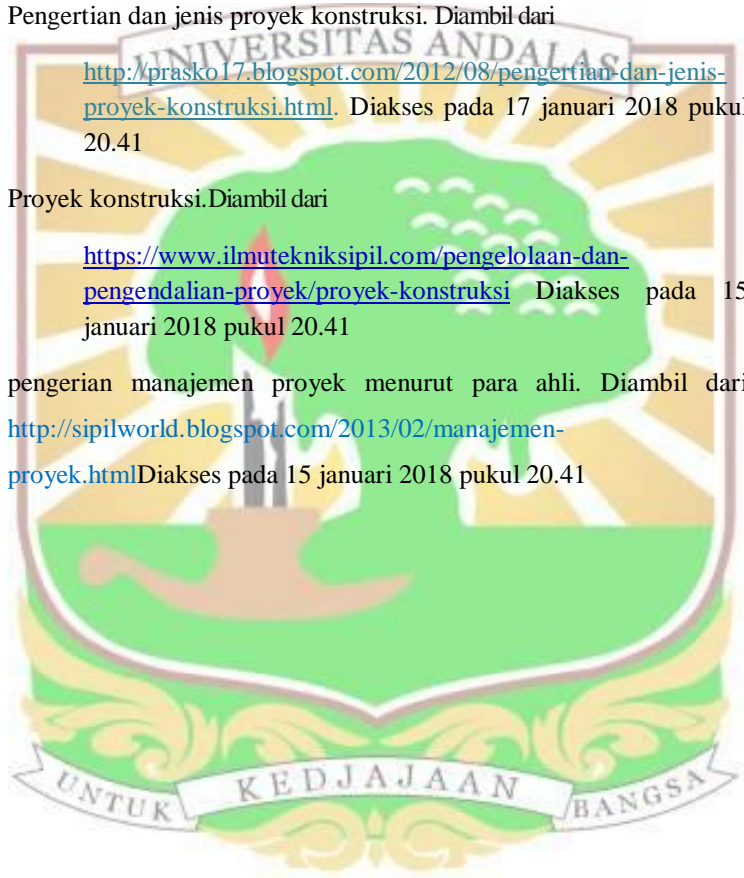 Pengertian dan jenis proyek konstruksi. Diambil dari
UNIVERSITAS ANDALAS
http://prasko17.blogspot.com/2012/08/pengertian-dan-jenis-
proyek-konstruksi.html. Diakses pada 17 januari 2018 pukul
20.41
Proyek konstruksi.Diambil dari
https://www.ilmutekniksipil.com/pengelolaan-dan-
pengendalian-proyek/proyek-konstruksi Diakses pada 15
januari 2018 pukul 20.41
pengerian manajemen proyek menurut para ahli. Diambil dari
http://sipilworld.blogspot.com/2013/02/manajemen-
proyek.htmlDiakses pada 15 januari 2018 pukul 20.41
UNTUK KEDJAJAAN BANGSA